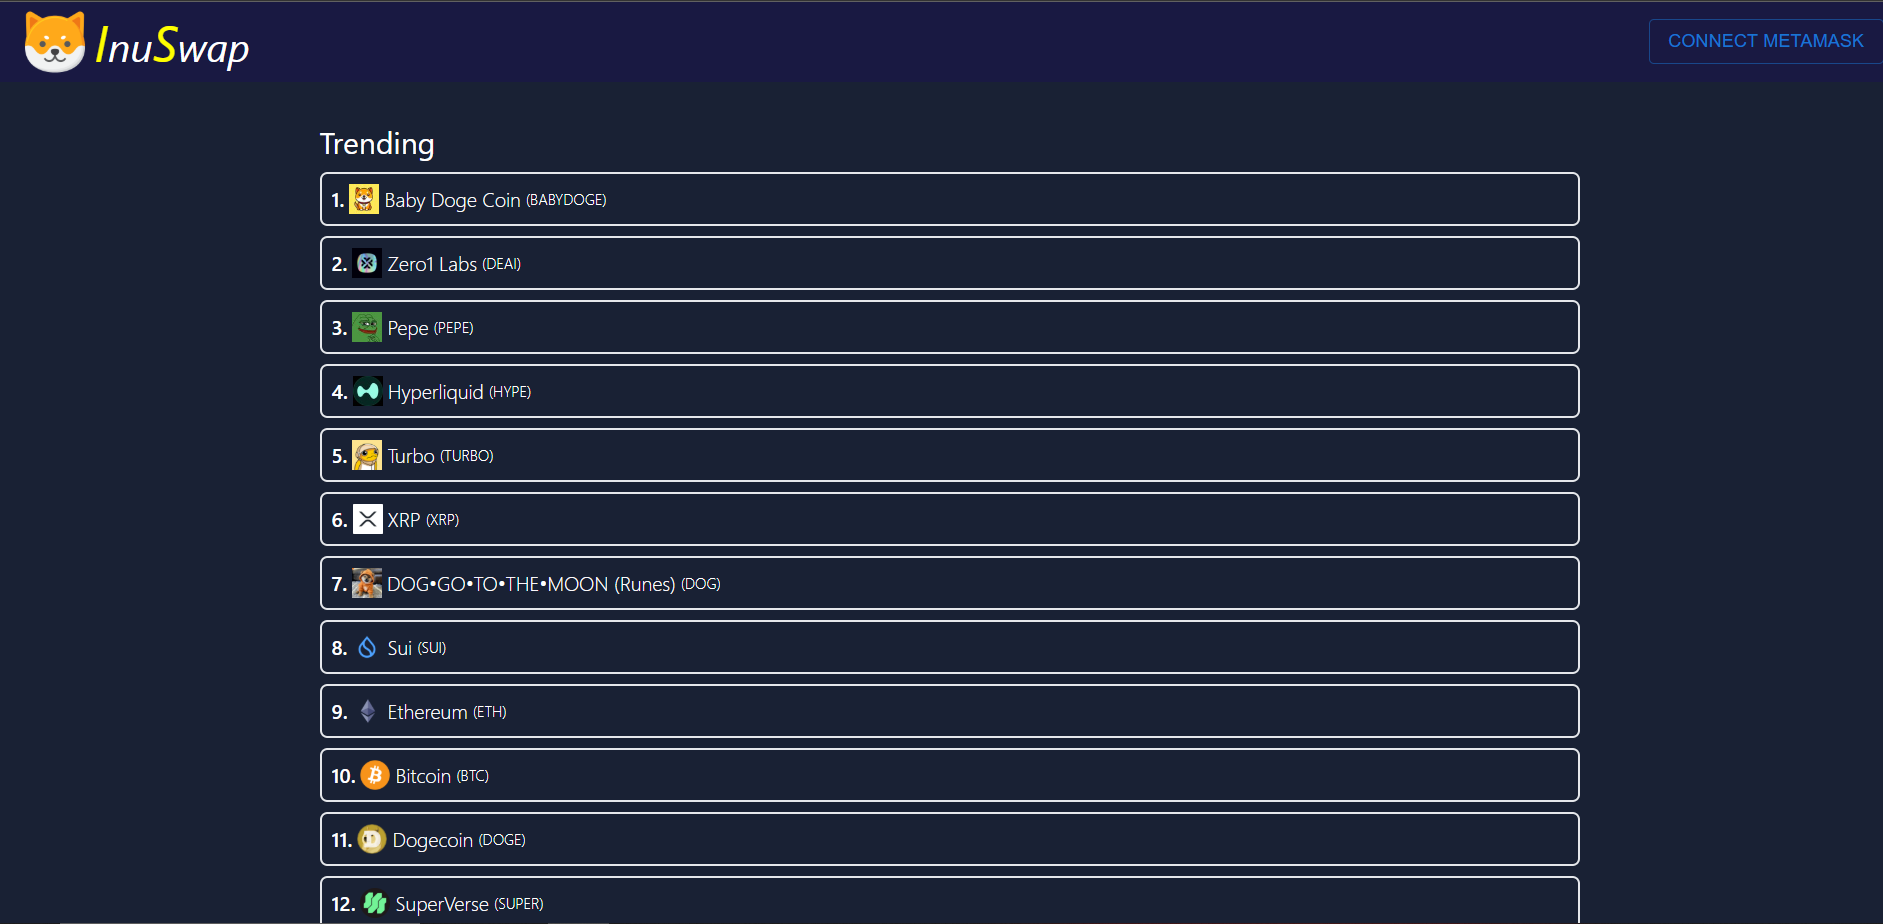 InuSwap
CONNECT METAMASK
Trending
1. Baby Doge Coin (BABYDOGE)
2. Zero1 Labs (DEAI)
3. Pepe (PEPE)
4. Hyperliquid (HYPE)
5. Turbo (TURBO)
6. XRP (XRP)
7. DOG•GO•TO•THE•MOON (Runes) (DOG)
8. Sui (SUI)
9. Ethereum (ETH)
10. Bitcoin (BTC)
11. Dogecoin (DOGE)
12. SuperVerse (SUPER)